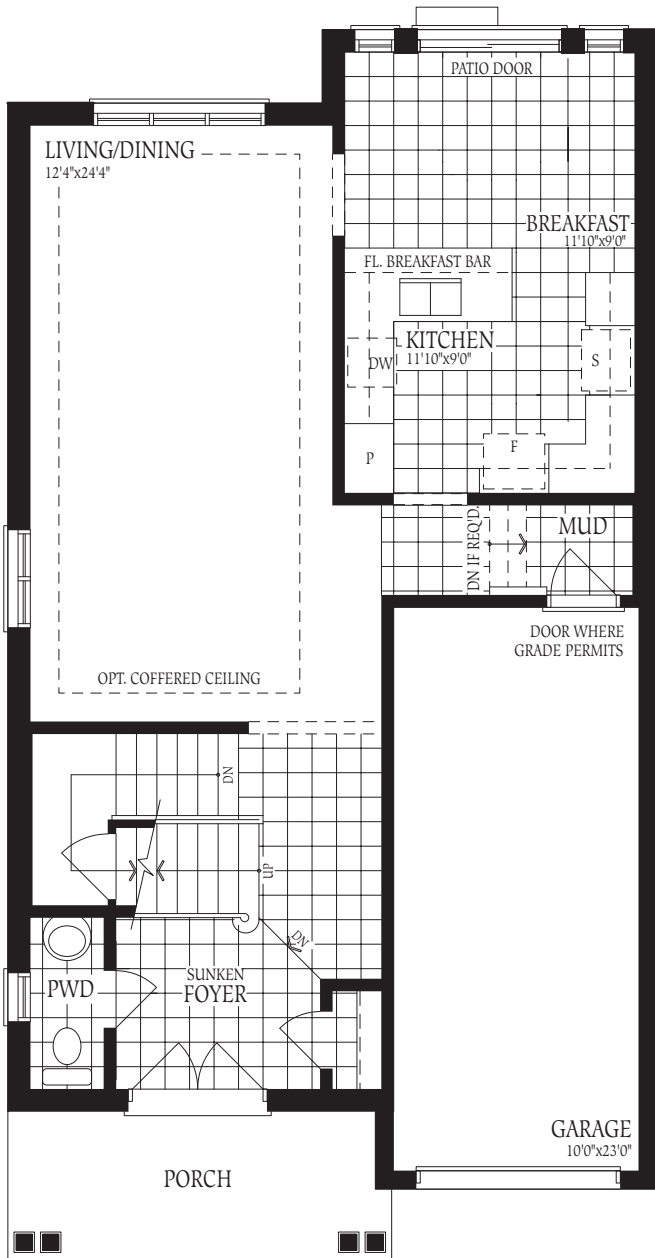 PATIO DOOR
LIVING/DINING
12'4"x24'4"
BREAKFAST
11'10"x9'0"
FL. BREAKFAST BAR
KITCHEN
11'10"x9'0"
DW
S
P
F
DN IF REQ'D.
MUD
DOOR WHERE
GRADE PERMITS
OPT. COFFERED CEILING
DN
UP
DN
PWD
SUNKEN
FOYER
GARAGE
10'0"x23'0"
PORCH